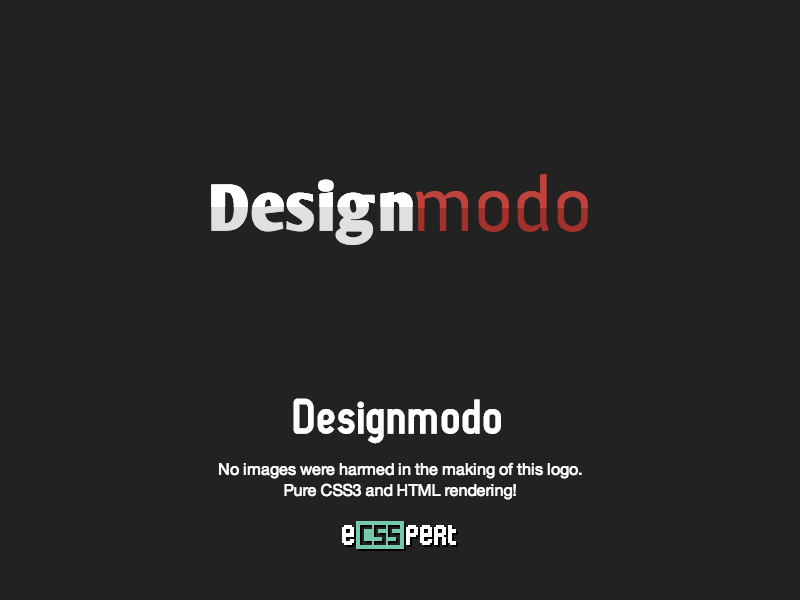 Designmodo
Designmodo
No images were harmed in the making of this logo.
Pure CSS3 and HTML rendering!
eCSSpert